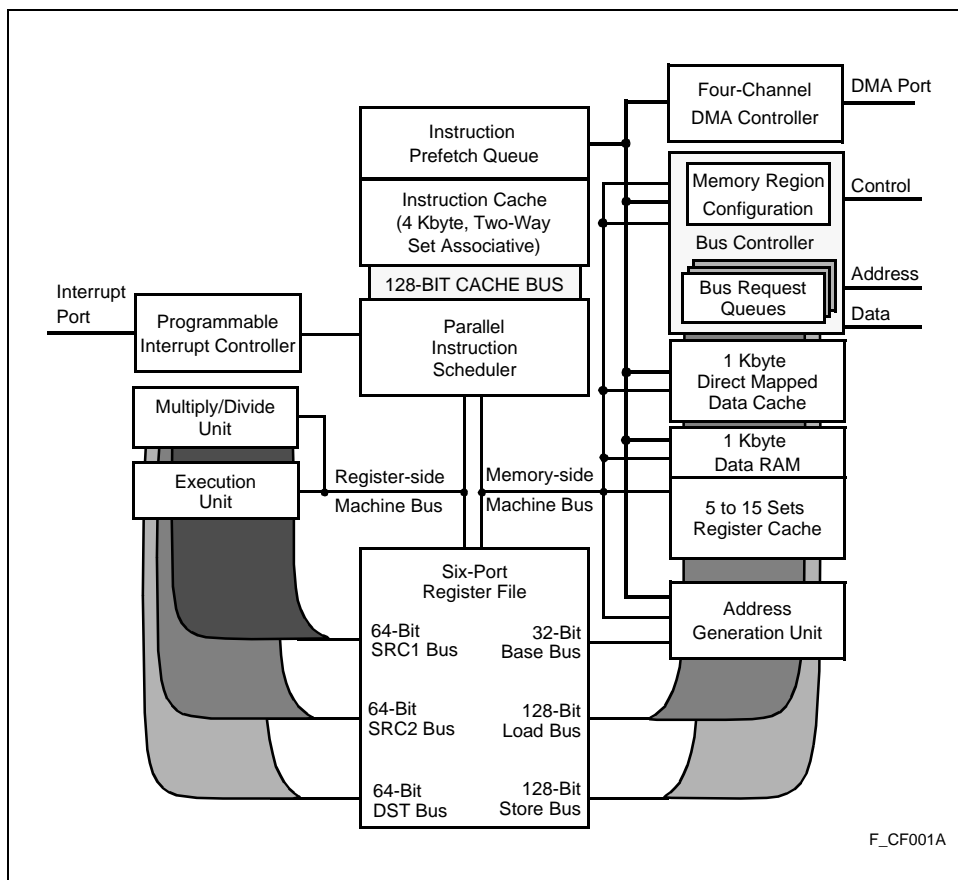 Four-Channel
DMA Controller
DMA Port
Instruction
Prefetch Queue
Memory Region
Configuration
Control
Instruction Cache
(4 Kbyte, Two-Way
Set Associative)
Bus Controller
128-BIT CACHE BUS
Bus Request
Queues
Address
Data
Interrupt
Port
Programmable
Interrupt Controller
Parallel
Instruction
Scheduler
1 Kbyte
Direct Mapped
Data Cache
Multiply/Divide
Unit
1 Kbyte
Data RAM
Execution
Unit
Register-side
Machine Bus
Memory-side
Machine Bus
5 to 15 Sets
Register Cache
Six-Port
Register File
Address
Generation Unit
64-Bit
SRC1 Bus
32-Bit
Base Bus
64-Bit
SRC2 Bus
128-Bit
Load Bus
64-Bit
DST Bus
128-Bit
Store Bus
F_CF001A